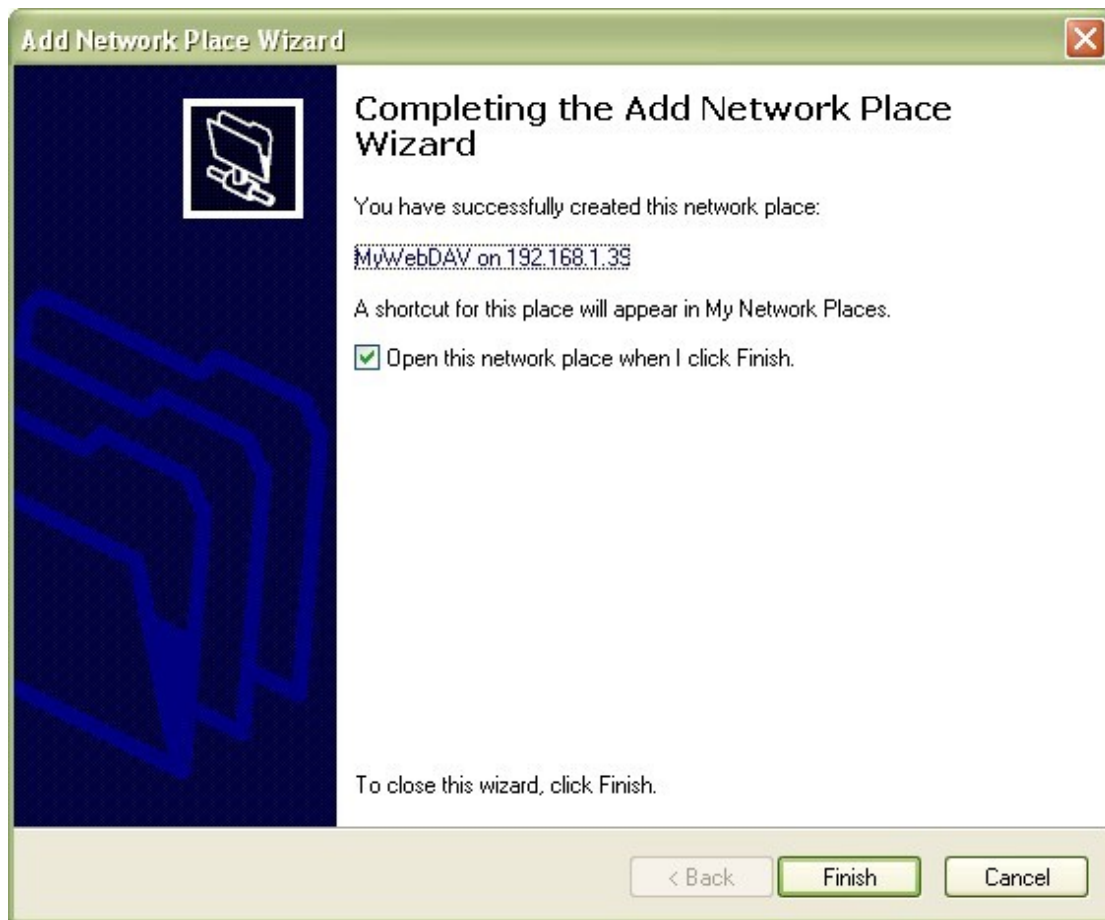 Add Network Place Wizard
Completing the Add Network Place
Wizard
You have successfully created this network place:
MyWebDAV on 192.168.1.39
A shortcut for this place will appear in My Network Places.
Open this network place when I click Finish.
To close this wizard, click Finish.
< Back
Finish
Cancel